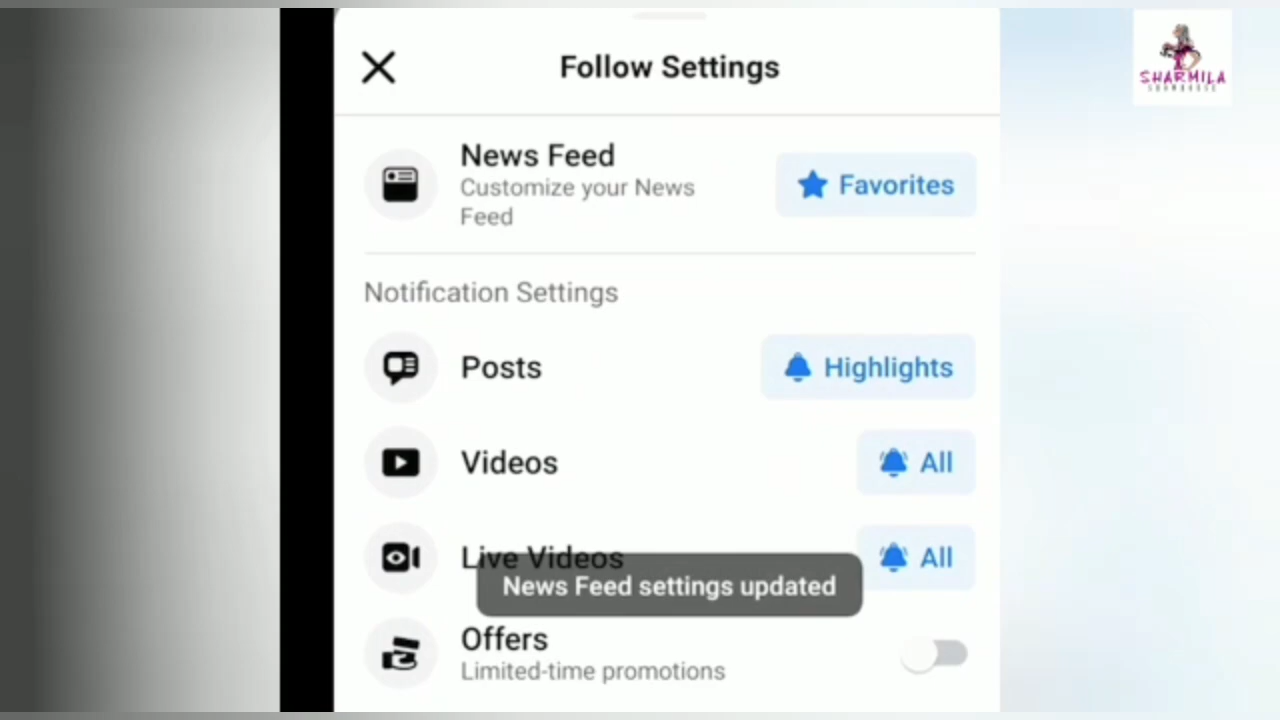 Follow Settings
SHARMILA
News Feed
Customize your News
Feed
Favorites
Notification Settings
Posts
Highlights
Videos
All
Live Videos
All
News Feed settings updated
Offers
Limited-time promotions